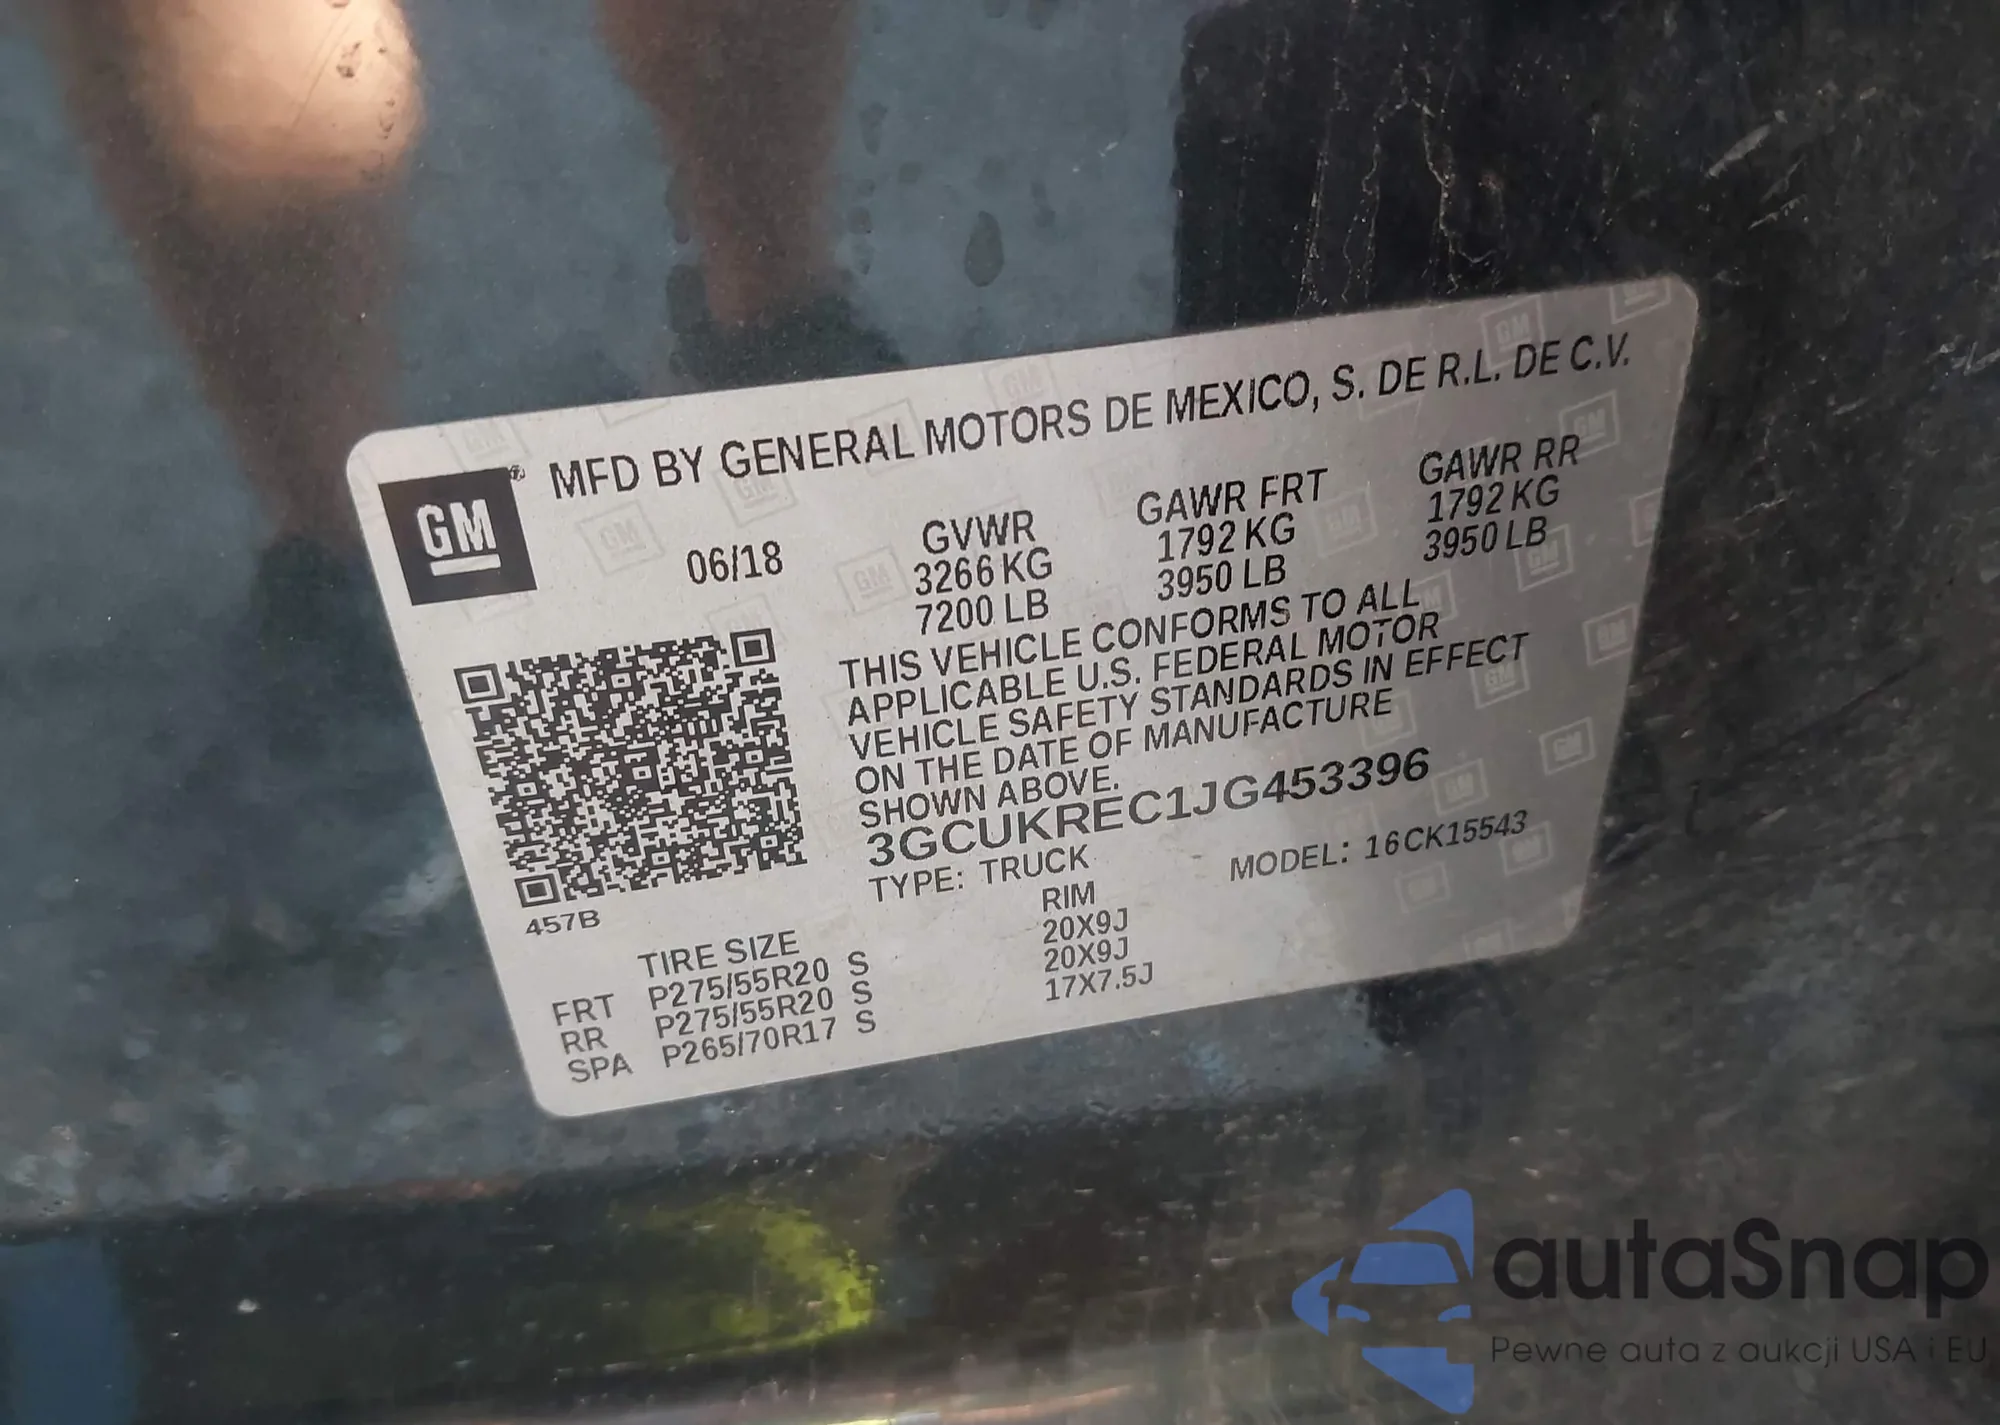 MFD BY GENERAL MOTORS DE MEXICO, S. DE R.L. DE C.V.
GM®
06/18
GVWR
3266 KG
7200 LB
GAWR FRT
1792 KG
3950 LB
GAWR RR
1792 KG
3950 LB
THIS VEHICLE CONFORMS TO ALL
APPLICABLE U.S. FEDERAL MOTOR
VEHICLE SAFETY STANDARDS IN EFFECT
ON THE DATE OF MANUFACTURE
SHOWN ABOVE.
3GCUKREC1JG453396
TYPE: TRUCK
MODEL: 16CK15543
457B
TIRE SIZE RIM
FRT P275/55R20 S 20X9J
RR P275/55R20 S 20X9J
SPA P265/70R17 S 17X7.5J
autaSnap
Pewne auta z aukcji USA i EU